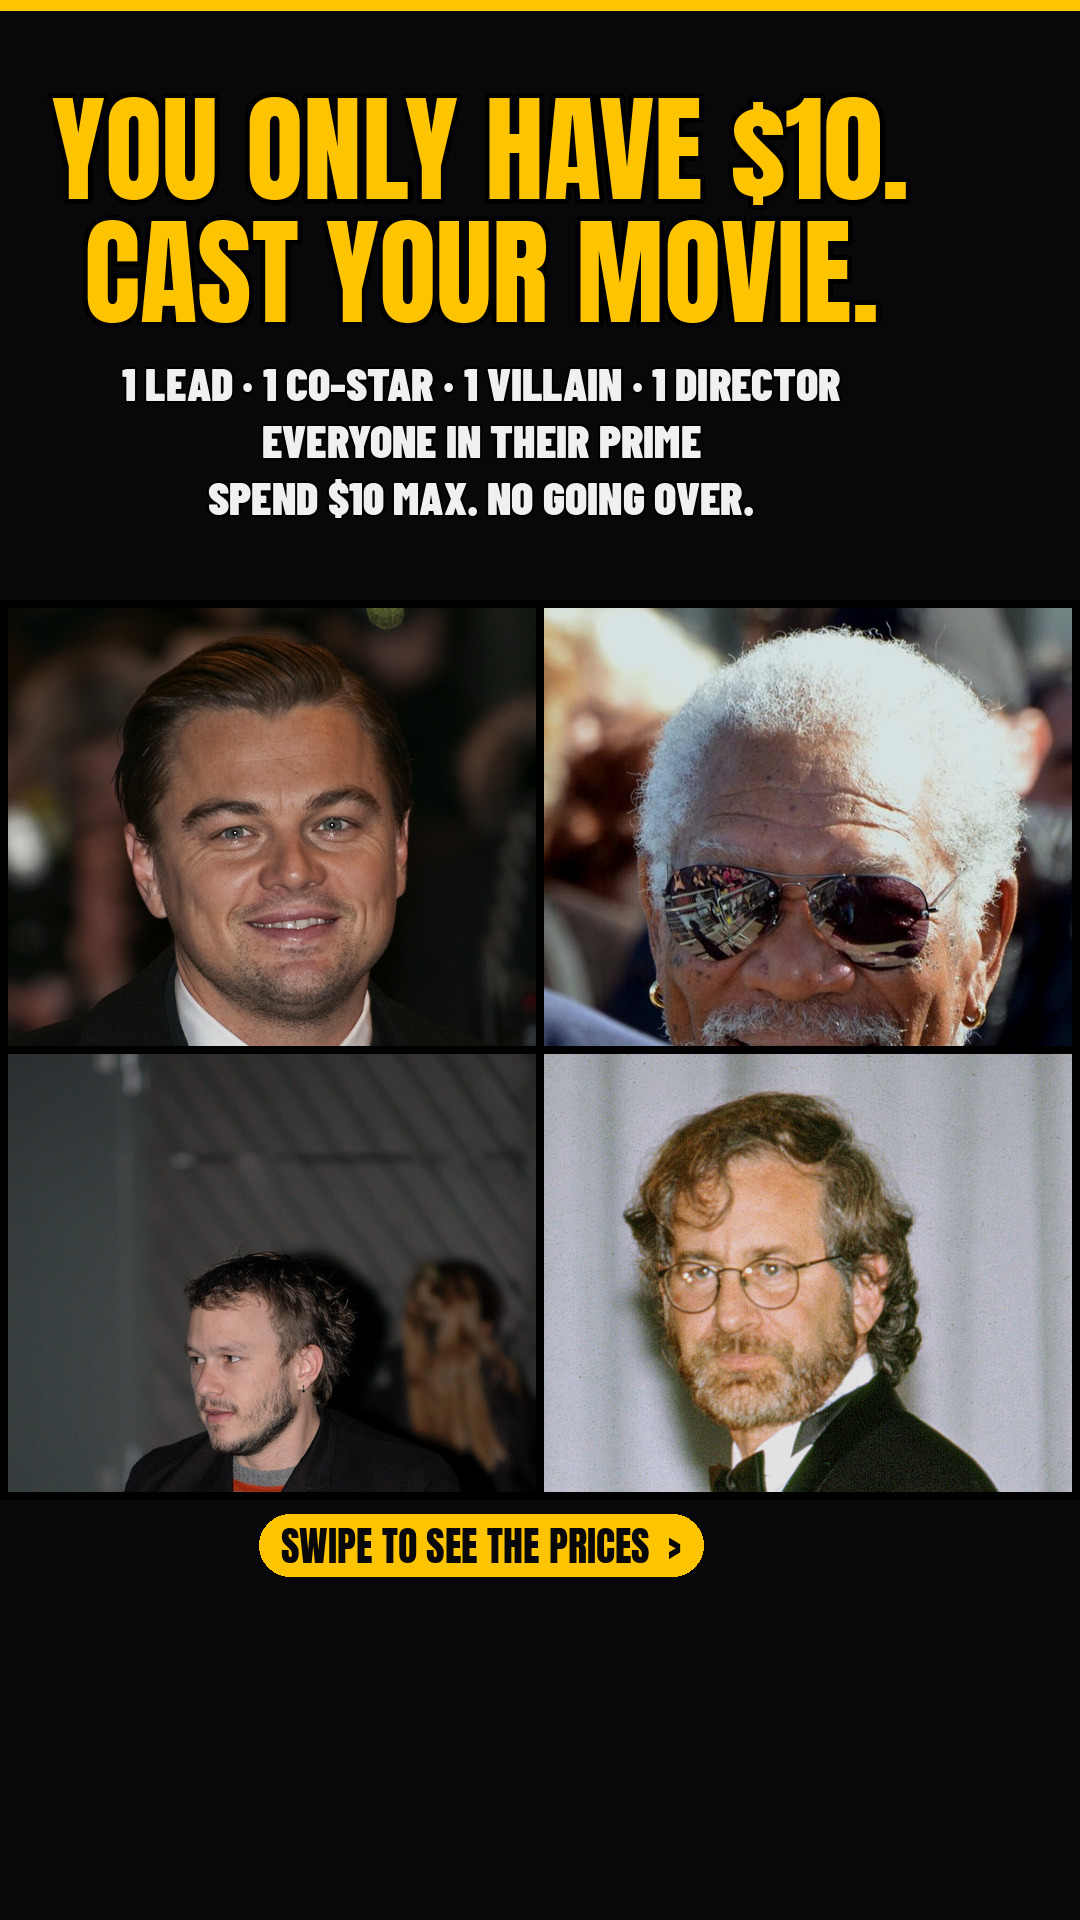 YOU ONLY HAVE $10.
CAST YOUR MOVIE.
1 LEAD · 1 CO-STAR · 1 VILLAIN · 1 DIRECTOR
EVERYONE IN THEIR PRIME
SPEND $10 MAX. NO GOING OVER.
SWIPE TO SEE THE PRICES >